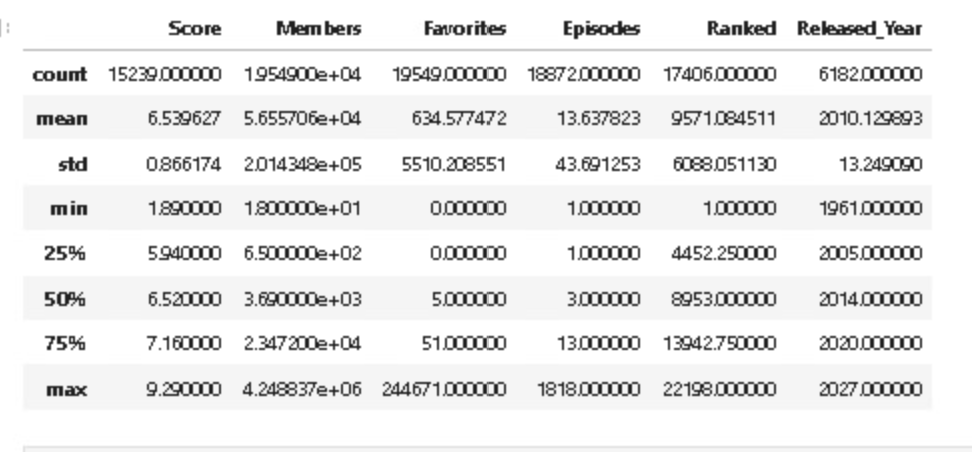 Score Members Favorites Episodes Ranked Released_Year
count 15239.000000 1.954900e+04 19549.000000 18872.000000 17406.000000 6182.000000
mean 6.539627 5.655706e+04 634.577472 13.637823 9571.084511 2010.129893
std 0.866174 2.014348e+05 5510.208551 43.691253 6088.051130 13.249090
min 1.890000 1.800000e+01 0.000000 1.000000 1.000000 1961.000000
25% 5.940000 6.500000e+02 0.000000 1.000000 4452.250000 2005.000000
50% 6.520000 3.690000e+03 5.000000 3.000000 8953.000000 2014.000000
75% 7.160000 2.347200e+04 51.000000 13.000000 13942.750000 2020.000000
max 9.290000 4.248837e+06 244671.000000 1818.000000 22198.000000 2027.000000